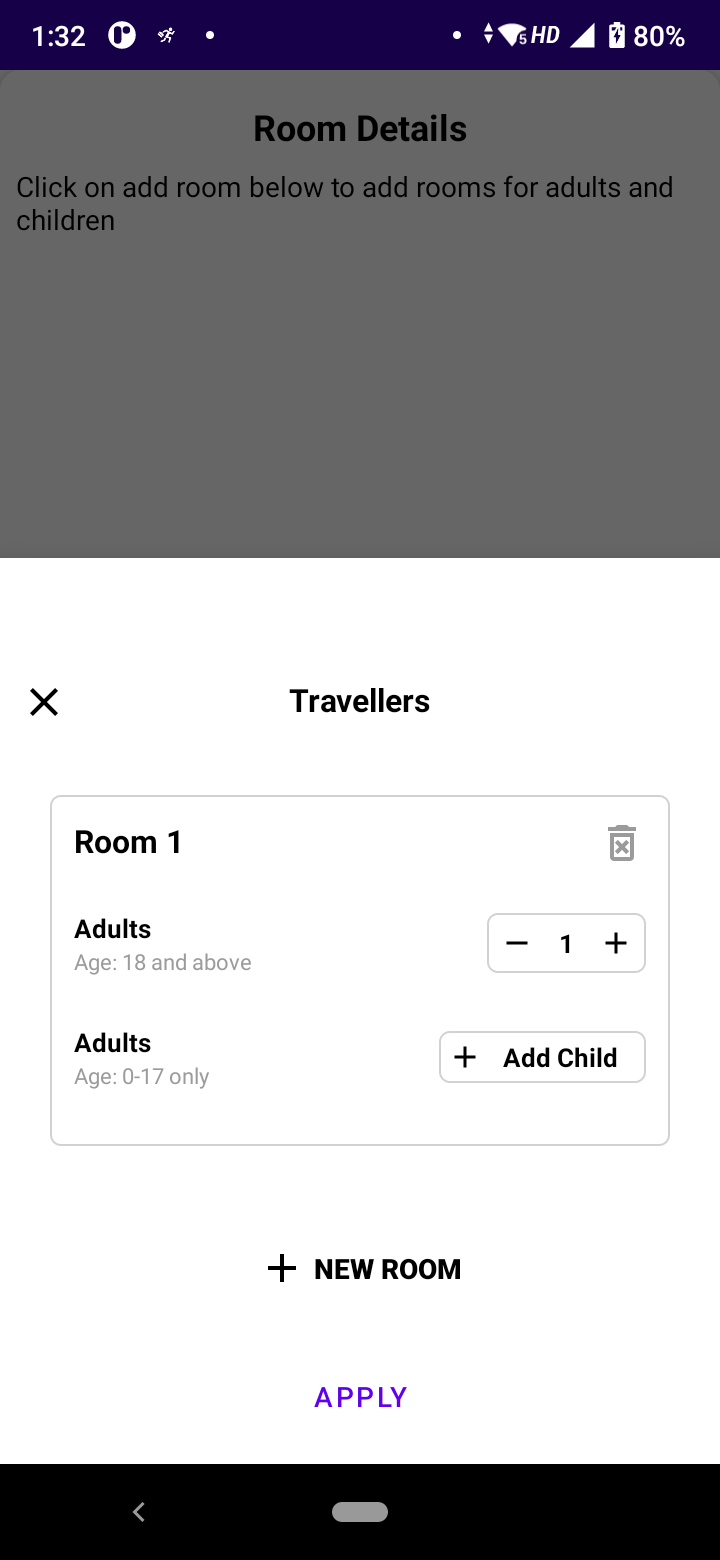 1:32 5 HD 80%
Room Details
Click on add room below to add rooms for adults and
children
Travellers
Room 1
Adults
Age: 18 and above
1
Adults
Age: 0-17 only
Add Child
NEW ROOM
APPLY